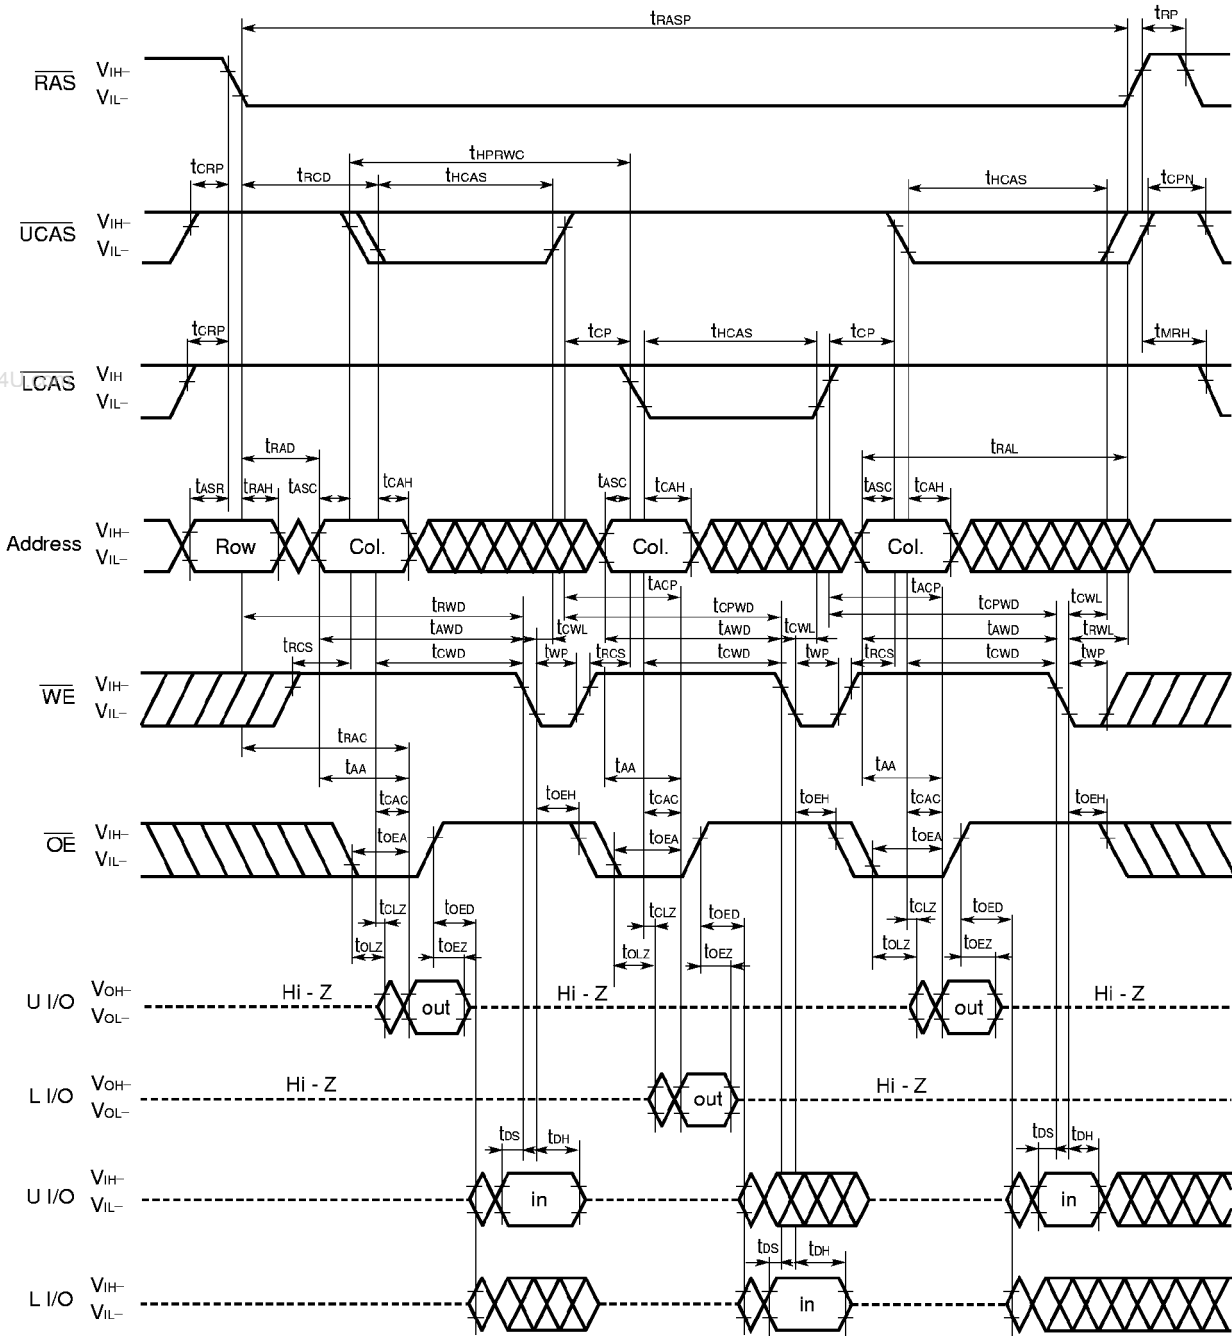 tRASP tRP
RAS VIH– VIL–
tHPRWC
tCRP tRCD tHCAS tHCAS tCPN
UCAS VIH– VIL–
tCRP tCP tHCAS tCP tMRH
4U.com
LCAS VIH VIL–
tRAD tRAL
tASR tRAH tASC tCAH tASC tCAH tASC tCAH
Address VIH– VIL– Row Col. Col. Col.
tACP tACP
tRWD tCPWD tCPWD tCWL
tAWD tCWL tAWD tCWL tAWD tRWL
tRCS tCWD tWP tRCS tCWD tWP tRCS tCWD tWP
WE VIH– VIL–
tRAC
tAA tAA tAA
tCAC tOEH tCAC tOEH tCAC tOEH
OE VIH– VIL– tOEA tOEA tOEA
tCLZ tOED tCLZ tOED tCLZ tOED
tOLZ tOEZ tOLZ tOEZ tOLZ tOEZ
U I/O VOH– VOL– Hi - Z out Hi - Z out Hi - Z
L I/O VOH– VOL– Hi - Z out Hi - Z
tDS tDH tDS tDH
U I/O VIH– VIL– in in
tDS tDH
L I/O VIH– VIL– in